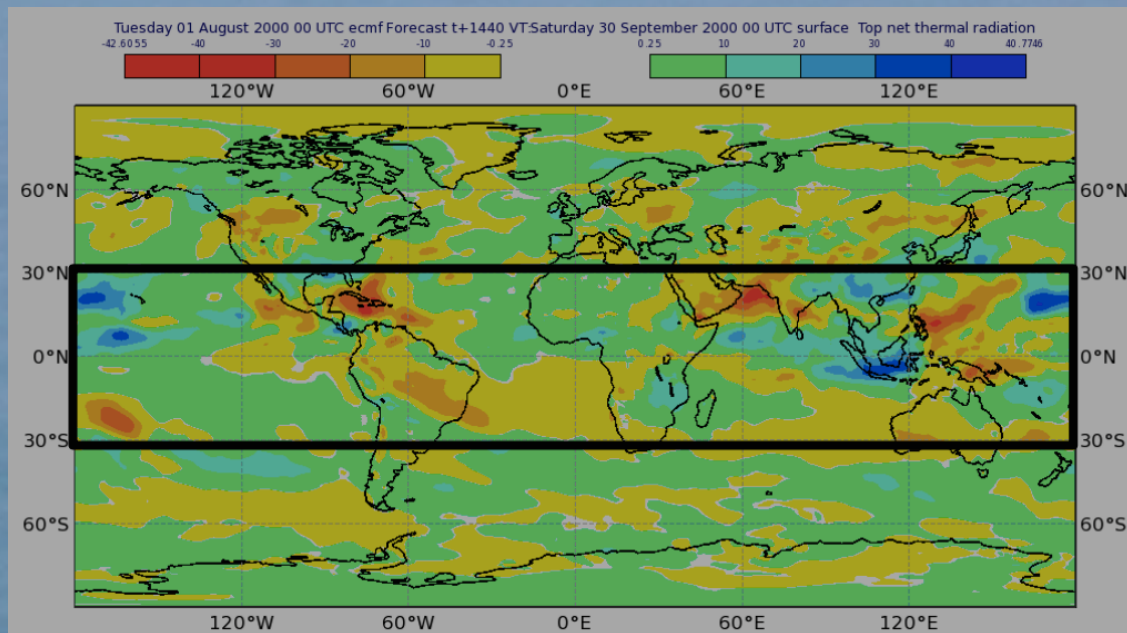 Tuesday 01 August 2000 00 UTC ecmf Forecast t+1440 VT:Saturday 30 September 2000 00 UTC surface  Top net thermal radiation
-42.6055 -40 -30 -20 -10 -0.25 0.25 10 20 30 40 40.7746
120°W 60°W 0°E 60°E 120°E
60°N 60°N
30°N 30°N
0°N 0°N
30°S 30°S
60°S 60°S
120°W 60°W 0°E 60°E 120°E